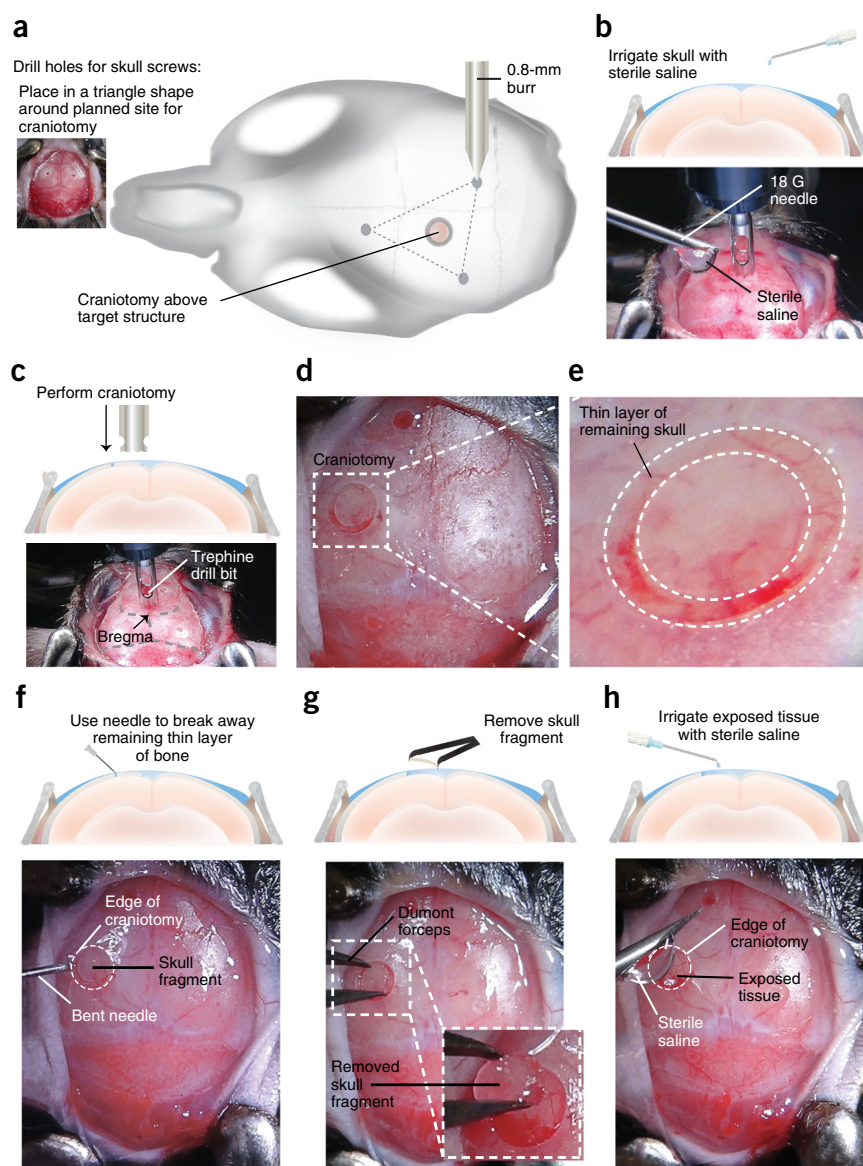 a
Drill holes for skull screws:
Place in a triangle shape
around planned site for
craniotomy
0.8-mm
burr
Craniotomy above
target structure
b
Irrigate skull with
sterile saline
18 G
needle
Sterile
saline
c
Perform craniotomy
Trephine
drill bit
Bregma
d
Craniotomy
e
Thin layer of
remaining skull
f
Use needle to break away
remaining thin layer
of bone
Edge of
craniotomy
Skull
fragment
Bent needle
g
Remove skull
fragment
Dumont
forceps
Removed
skull
fragment
h
Irrigate exposed tissue
with sterile saline
Edge of
craniotomy
Exposed
tissue
Sterile
saline